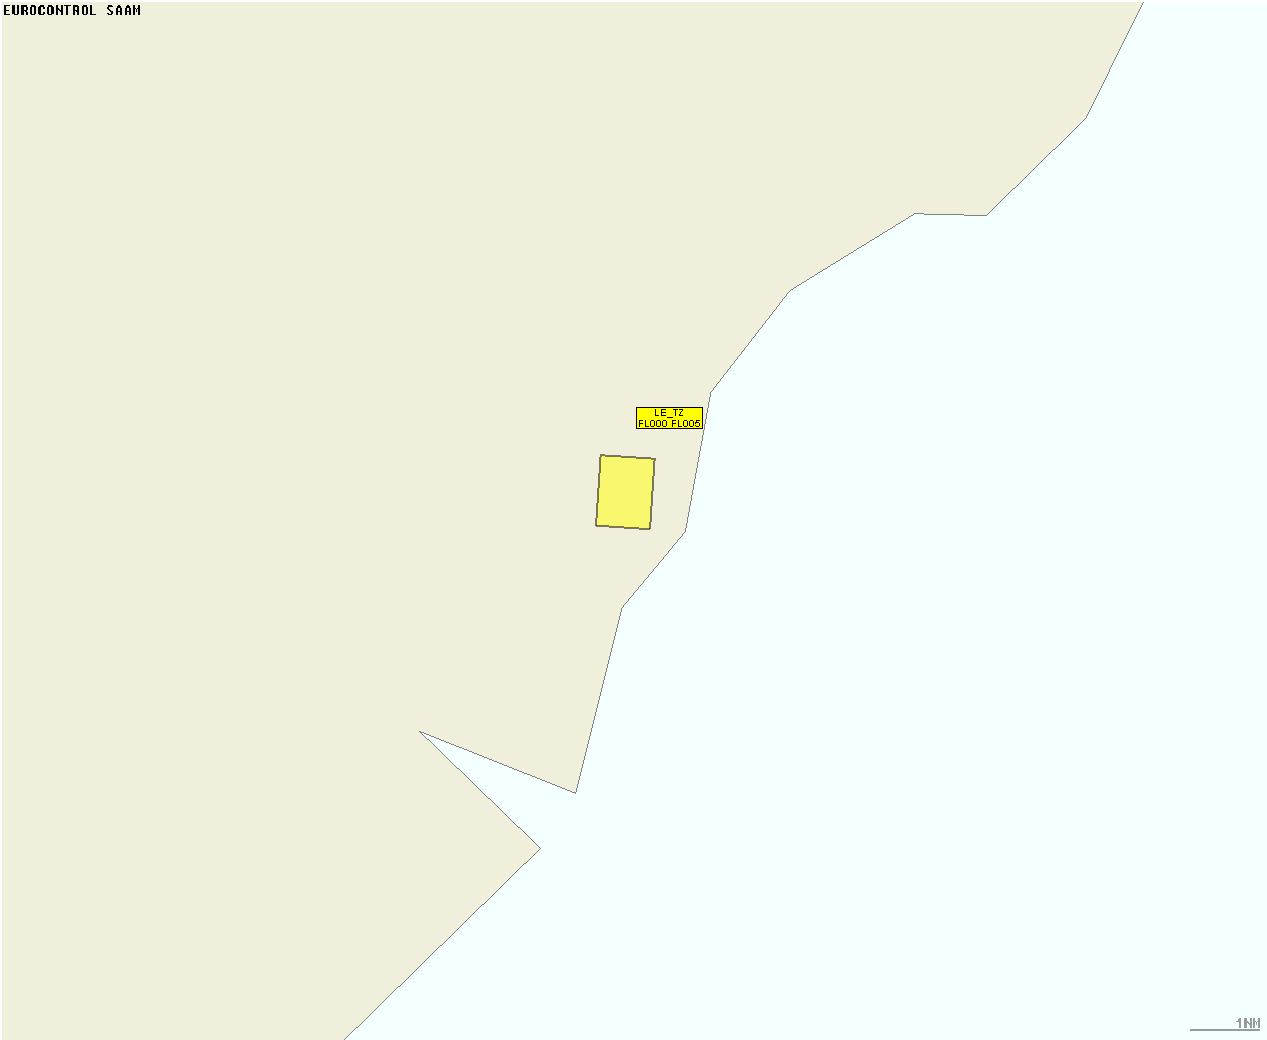 EUROCONTROL SAAM
LE_TZ
FL000 FL005
1NM